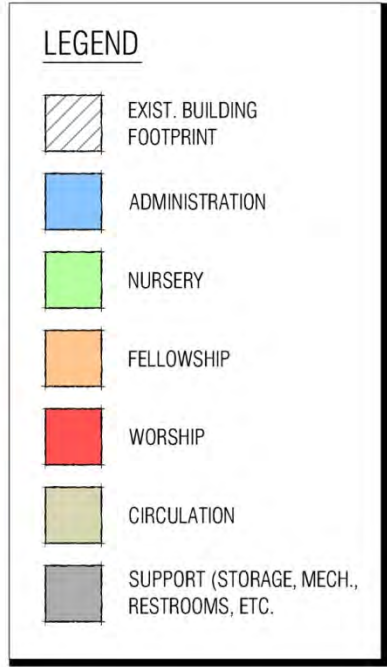 LEGEND
EXIST. BUILDING
FOOTPRINT
ADMINISTRATION
NURSERY
FELLOWSHIP
WORSHIP
CIRCULATION
SUPPORT (STORAGE, MECH.,
RESTROOMS, ETC.